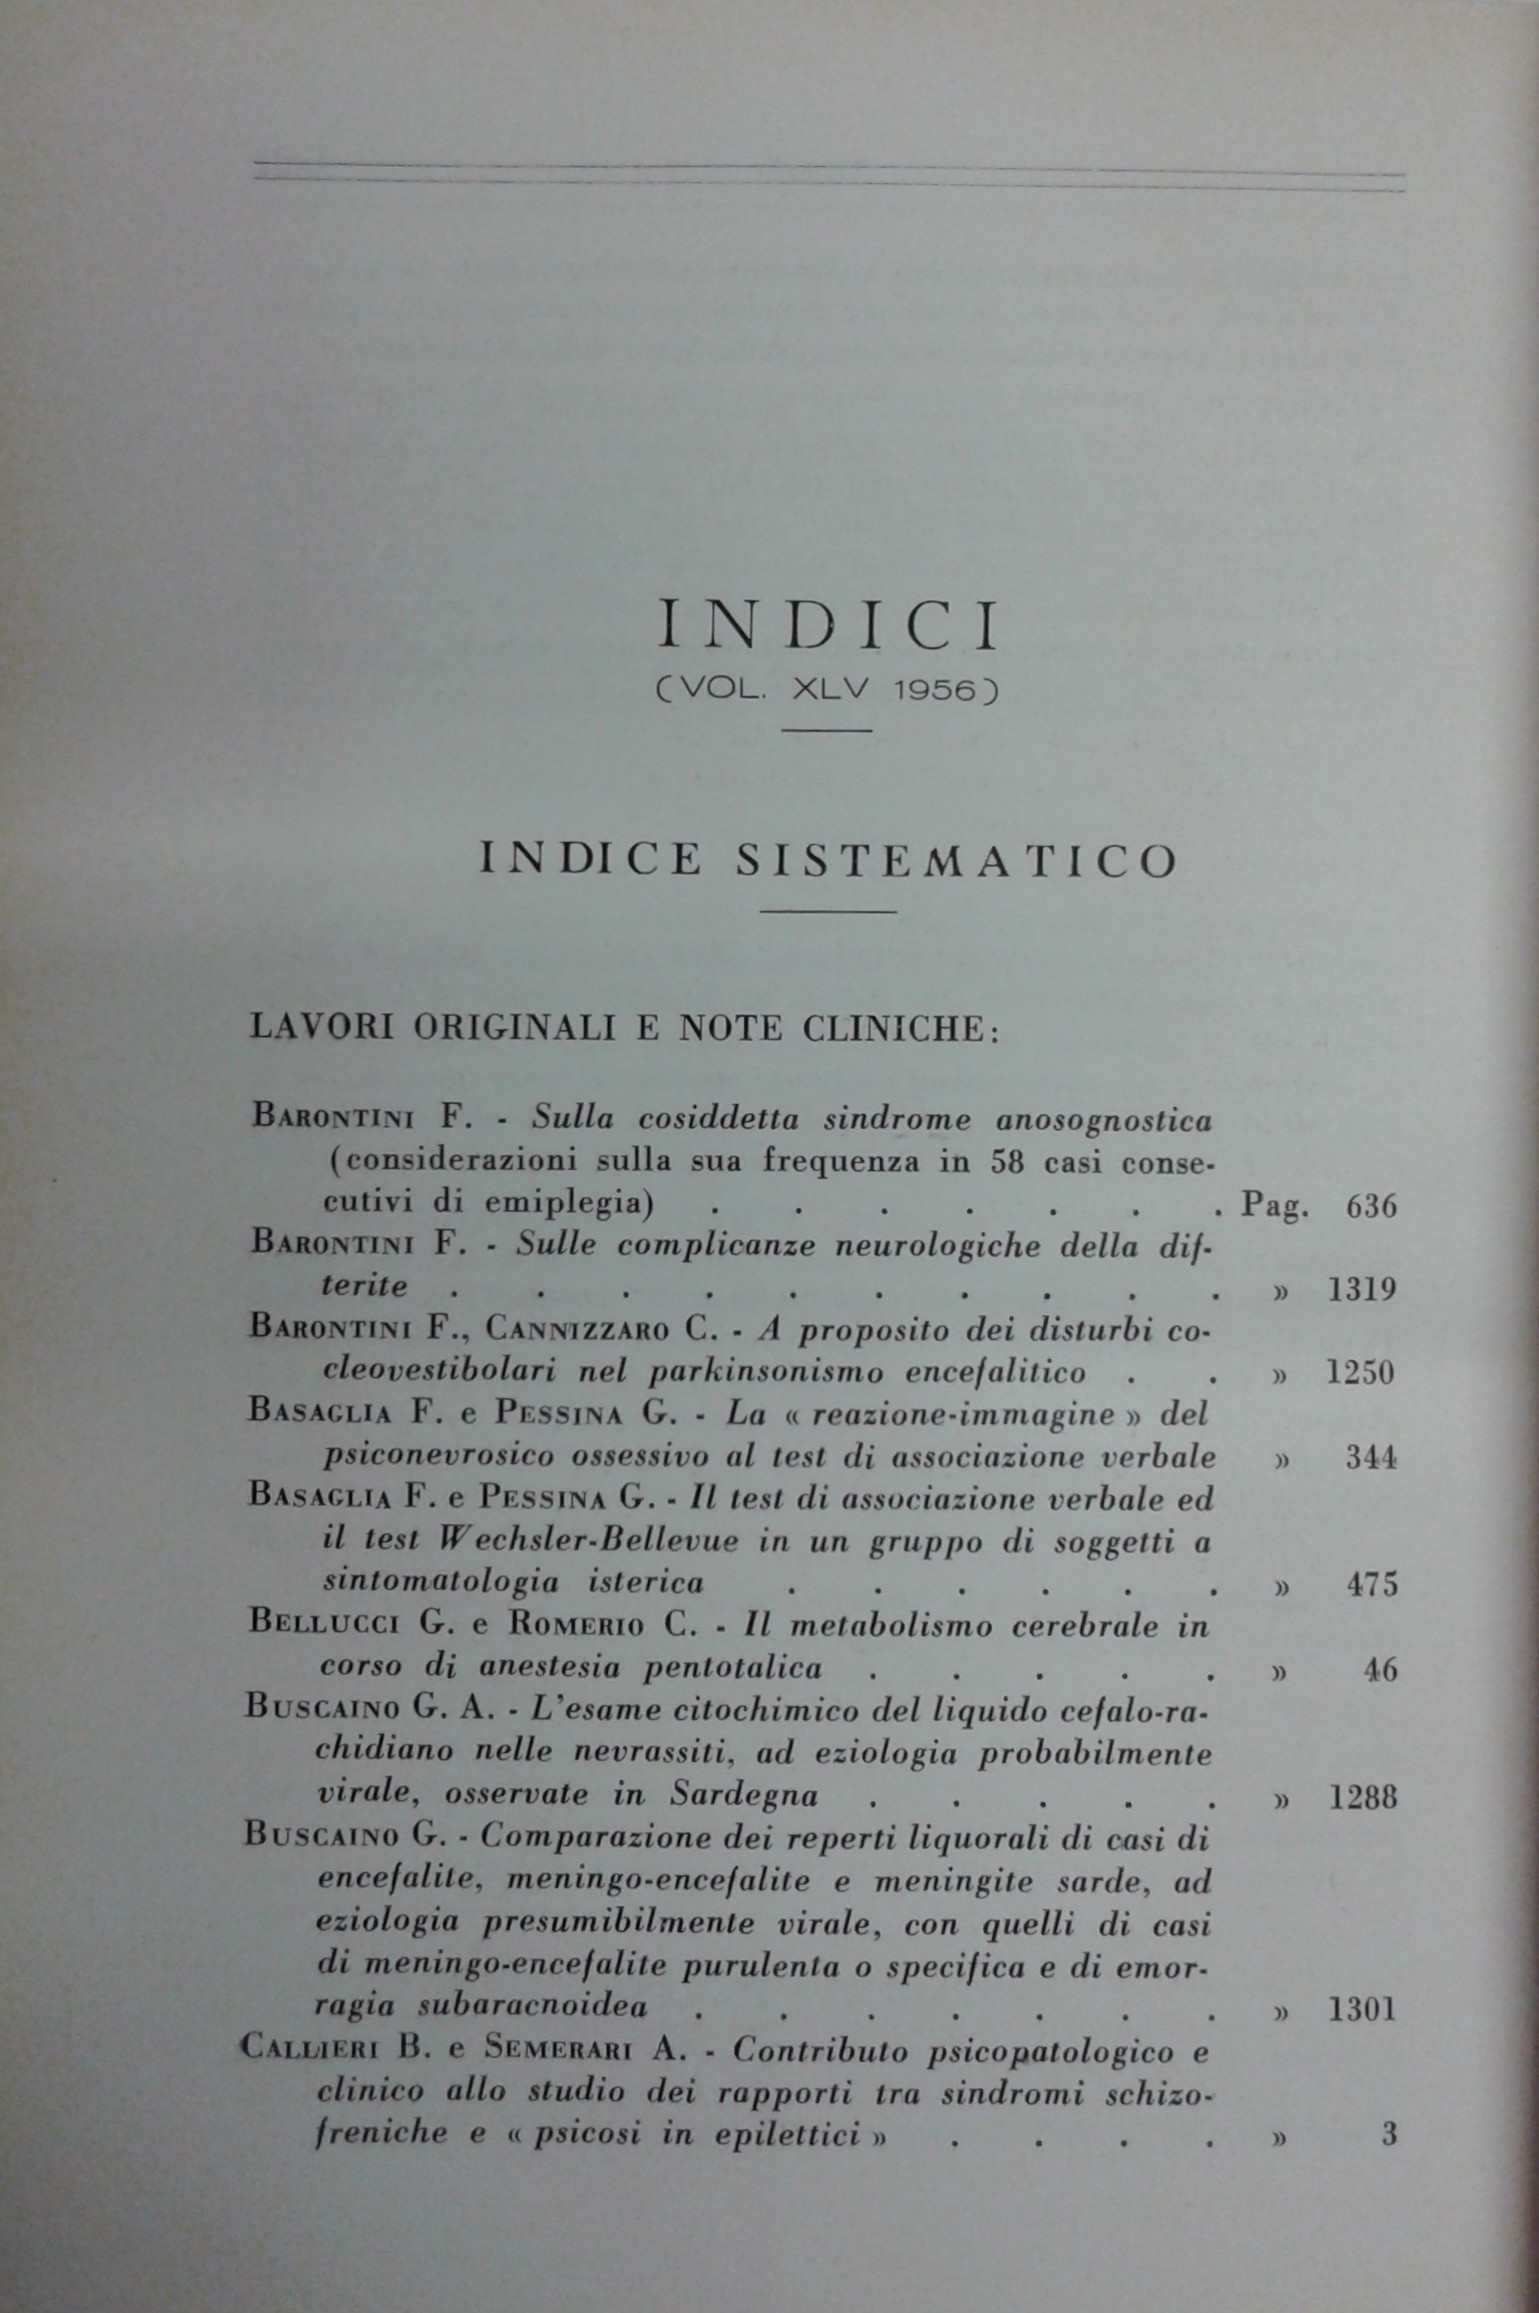 INDICI
(VOL. XLV 1956)
INDICE SISTEMATICO
LAVORI ORIGINALI E NOTE CLINICHE:
BARONTINI F. - Sulla cosiddetta sindrome anosognostica
(considerazioni sulla sua frequenza in 58 casi conse-
cutivi di emiplegia) . . . . . . . Pag. 636
BARONTINI F. - Sulle complicanze neurologiche della dif-
terite . . . . . . . . . . » 1319
BARONTINI F., CANNIZZARO C. - A proposito dei disturbi co-
cleovestibolari nel parkinsonismo encefalitico . . » 1250
BASAGLIA F. e PESSINA G. - La « reazione-immagine » del
psiconevrosico ossessivo al test di associazione verbale » 344
BASAGLIA F. e PESSINA G. - Il test di associazione verbale ed
il test Wechsler-Bellevue in un gruppo di soggetti a
sintomatologia isterica . . . . . . » 475
BELLUCCI G. e ROMERIO C. - Il metabolismo cerebrale in
corso di anestesia pentotalica . . . . . » 46
BUSCAINO G. A. - L'esame citochimico del liquido cefalo-ra-
chidiano nelle nevrassiti, ad eziologia probabilmente
virale, osservate in Sardegna . . . . . » 1288
BUSCAINO G. - Comparazione dei reperti liquorali di casi di
encefalite, meningo-encefalite e meningite sarde, ad
eziologia presumibilmente virale, con quelli di casi
di meningo-encefalite purulenta o specifica e di emor-
ragia subaracnoidea . . . . . . . » 1301
CALLIERI B. e SEMERARI A. - Contributo psicopatologico e
clinico allo studio dei rapporti tra sindromi schizo-
freniche e « psicosi in epilettici » . . . . » 3